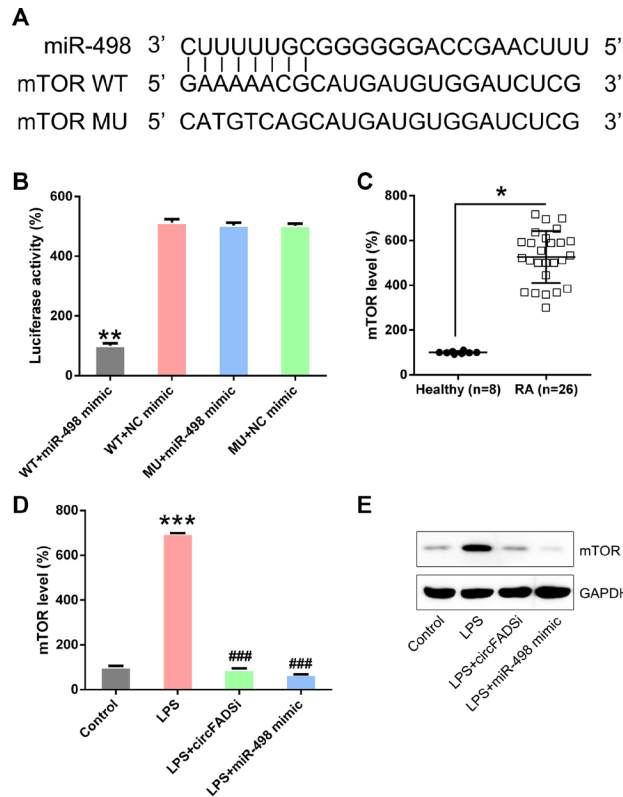 A
miR-498 3' CUUUUUGCGGGGGGACCGAACUUU 5'
mTOR WT 5' GAAAAACGCAUGAUGUGGAUCUCG 3'
mTOR MU 5' CATGTCAGCAUGAUGUGGAUCUCG 3'
B
Luciferase activity (%)
600
400
200
0
**
WT+miR-498 mimic
WT+NC mimic
MU+miR-498 mimic
MU+NC mimic
C
mTOR level (%)
800
600
400
200
0
*
Healthy (n=8)
RA (n=26)
D
mTOR level (%)
800
600
400
200
0
***
###
###
Control
LPS
LPS+circFADSi
LPS+miR-498 mimic
E
mTOR
GAPDH
Control
LPS
LPS+circFADSi
LPS+miR-498 mimic